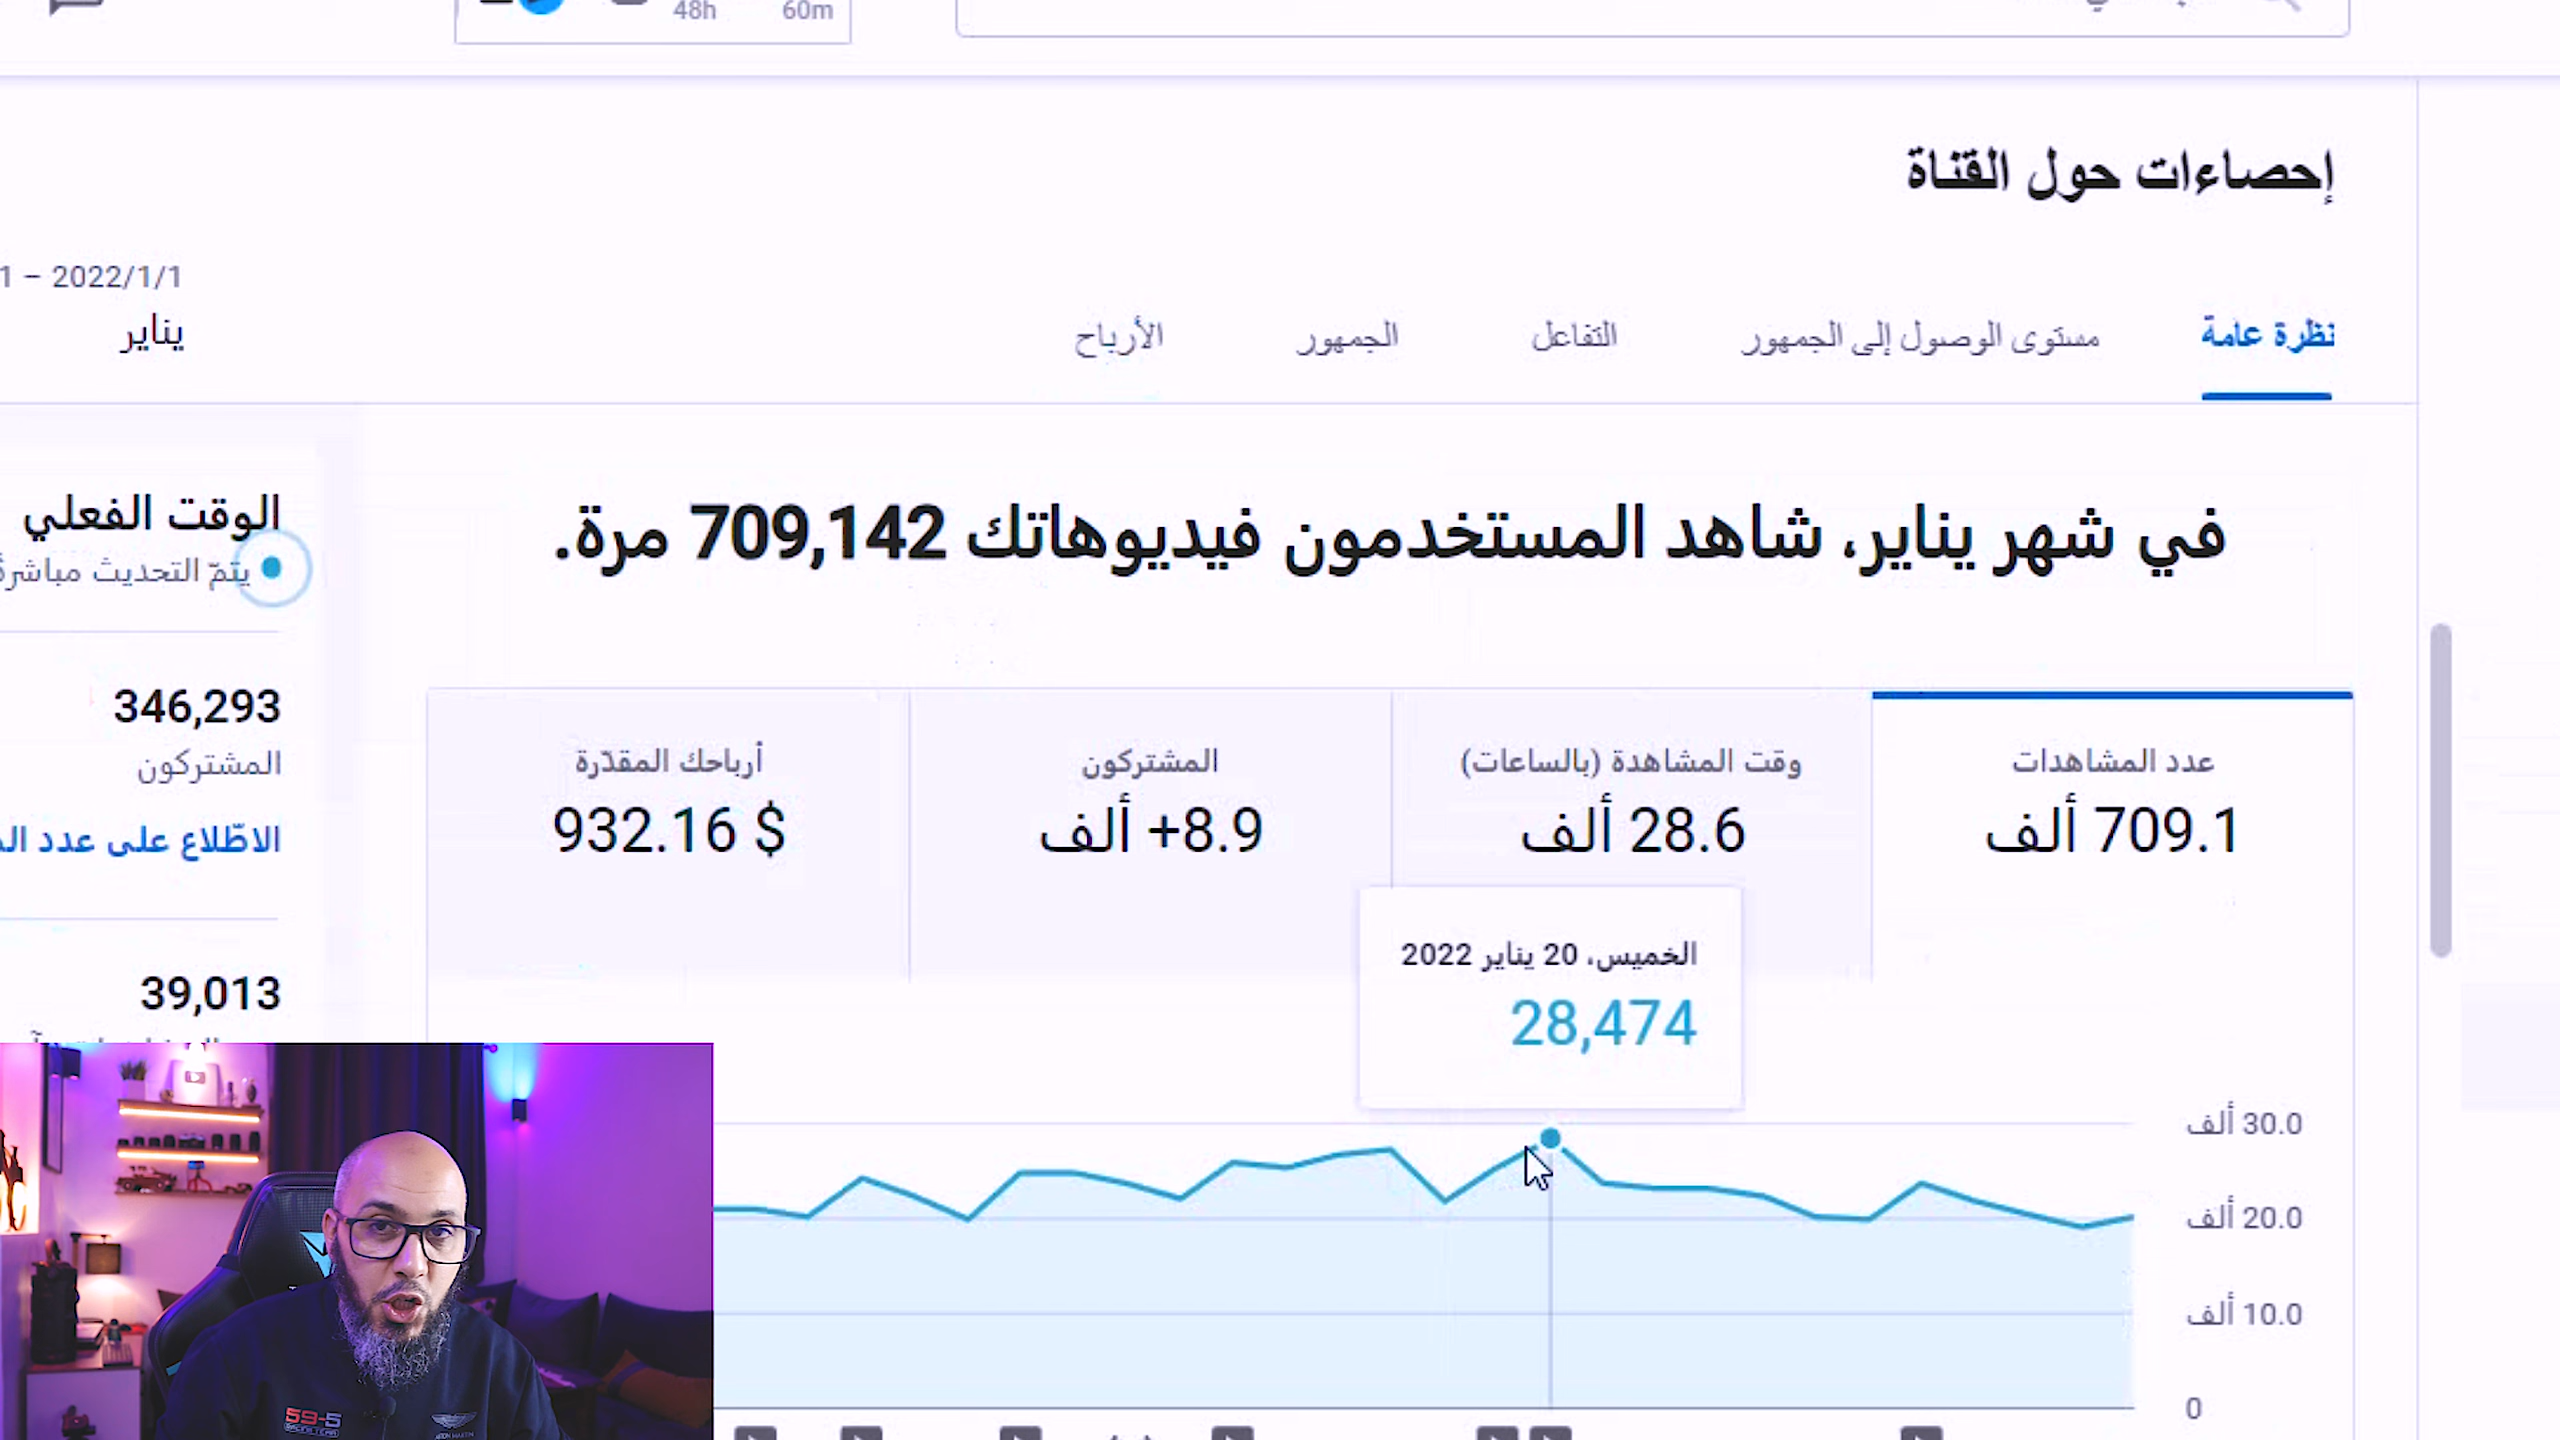 48h
60m
إحصاءات حول القناة
2022/1/1 – 1
يناير
نظرة عامة
مستوى الوصول إلى الجمهور
التفاعل
الجمهور
الأرباح
في شهر يناير، شاهد المستخدمون فيديوهاتك 709,142 مرة.
الوقت الفعلي
يتمّ التحديث مباشرة
346,293
المشتركون
الاطّلاع على عدد
39,013
عدد المشاهدات
709.1 ألف
وقت المشاهدة (بالساعات)
28.6 ألف
المشتركون
+8.9 ألف
أرباحك المقدّرة
$ 932.16
الخميس، 20 يناير 2022
28,474
30.0 ألف
20.0 ألف
10.0 ألف
0
59-5
ASTON MARTIN